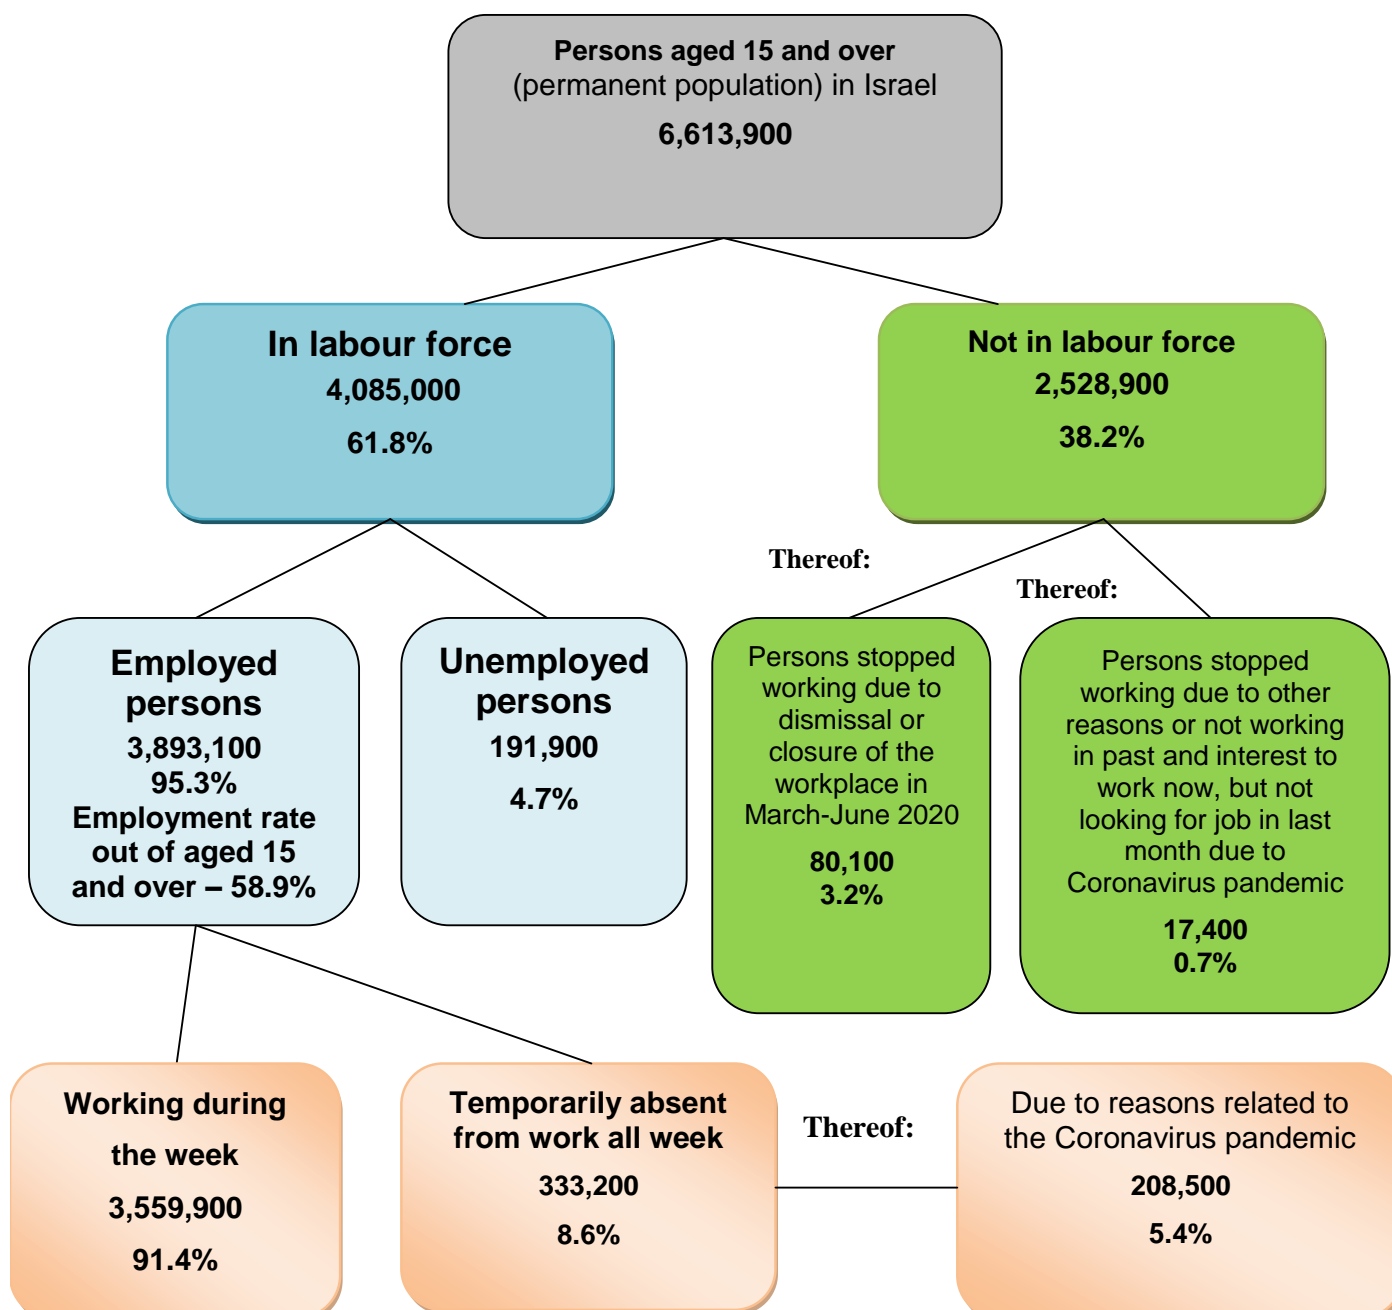 Persons aged 15 and over
(permanent population) in Israel
6,613,900
In labour force
4,085,000
61.8%
Not in labour force
2,528,900
38.2%
Thereof:
Thereof:
Employed
persons
3,893,100
95.3%
Employment rate
out of aged 15
and over – 58.9%
Unemployed
persons
191,900
4.7%
Persons stopped
working due to
dismissal or
closure of the
workplace in
March-June 2020
80,100
3.2%
Persons stopped
working due to other
reasons or not working
in past and interest to
work now, but not
looking for job in last
month due to
Coronavirus pandemic
17,400
0.7%
Working during
the week
3,559,900
91.4%
Temporarily absent
from work all week
333,200
8.6%
Thereof:
Due to reasons related to
the Coronavirus pandemic
208,500
5.4%